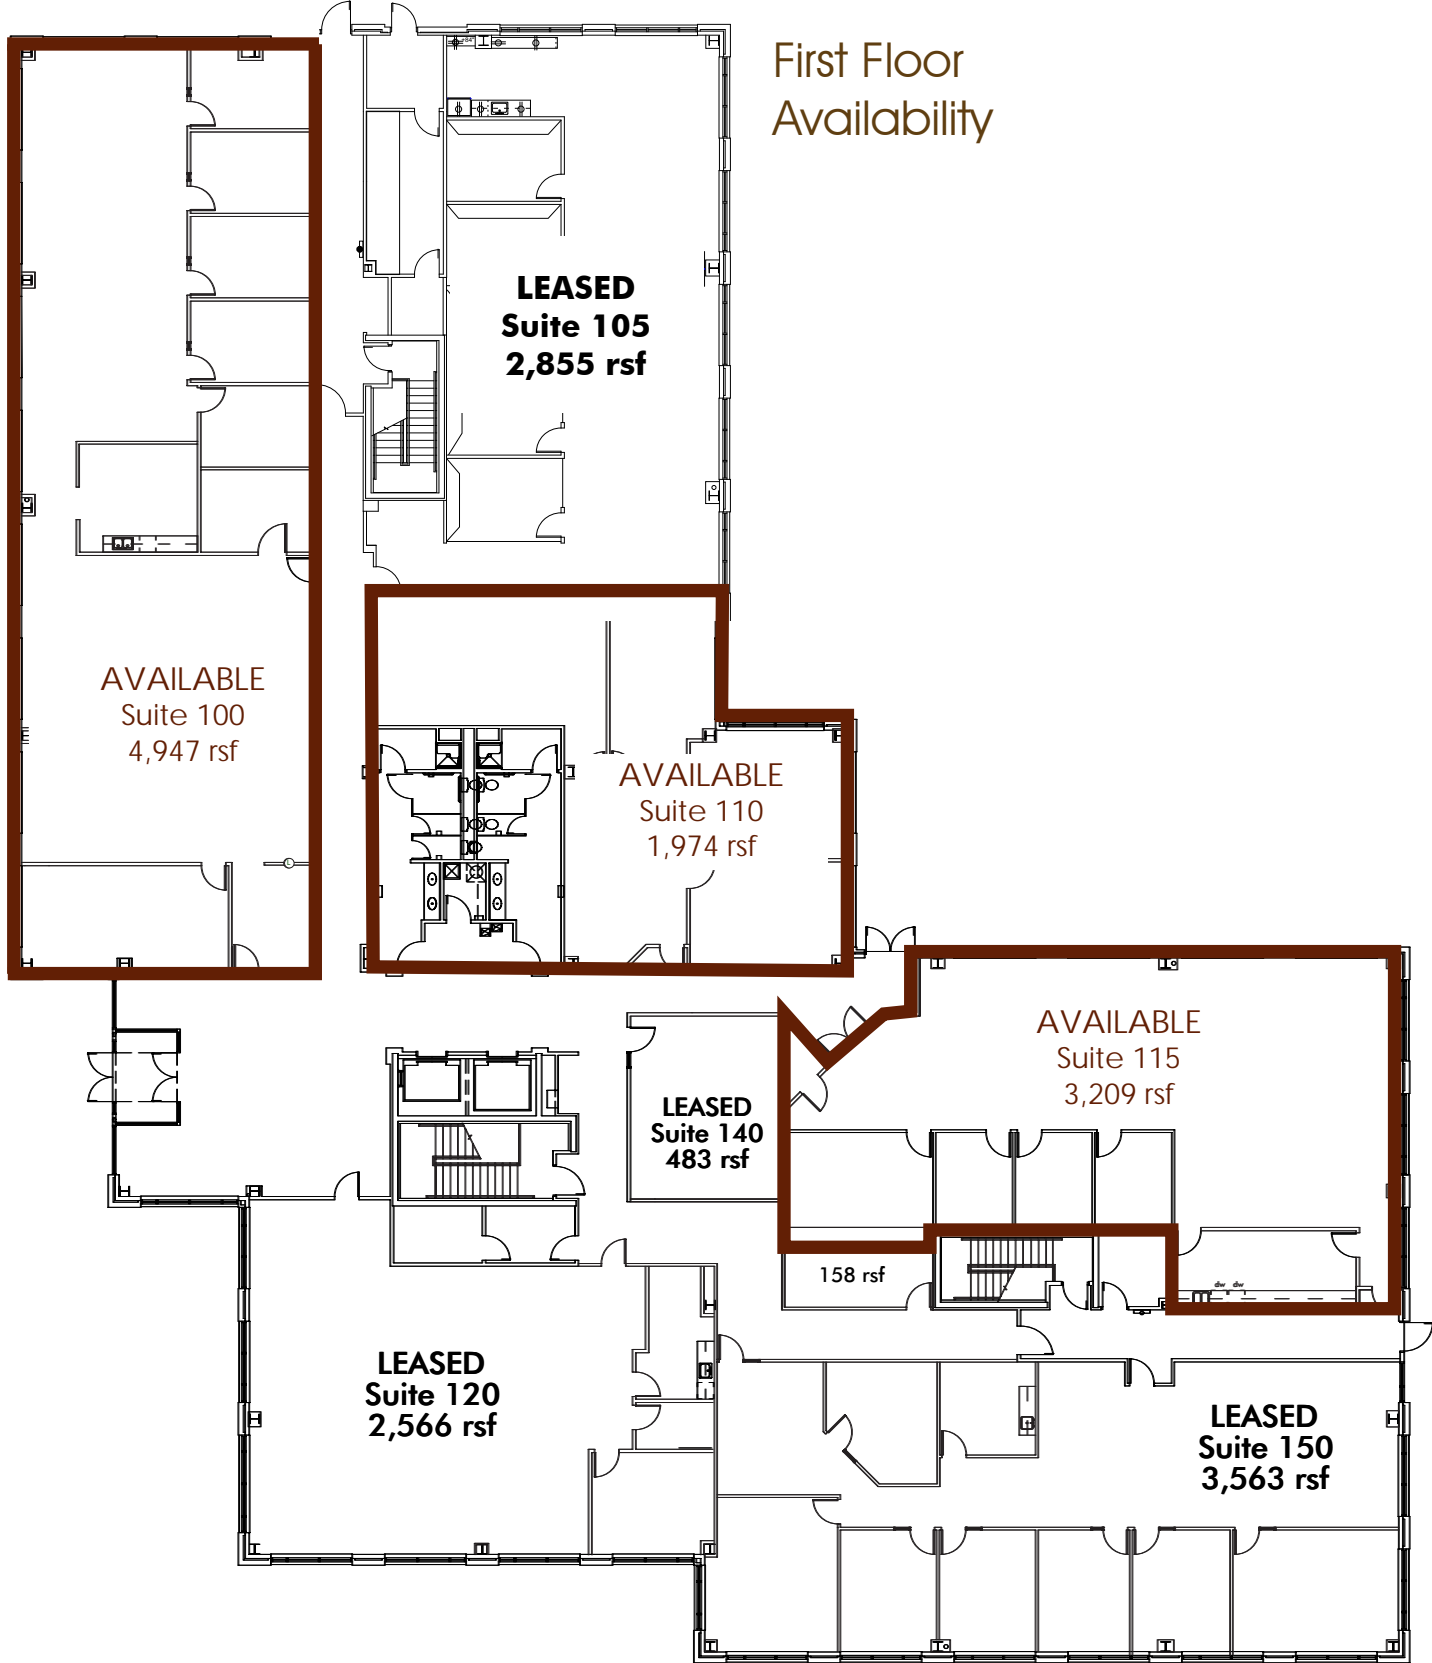 First Floor
Availability
LEASED
Suite 105
2,855 rsf
AVAILABLE
Suite 100
4,947 rsf
AVAILABLE
Suite 110
1,974 rsf
AVAILABLE
Suite 115
3,209 rsf
LEASED
Suite 140
483 rsf
158 rsf
dw dw
LEASED
Suite 120
2,566 rsf
LEASED
Suite 150
3,563 rsf